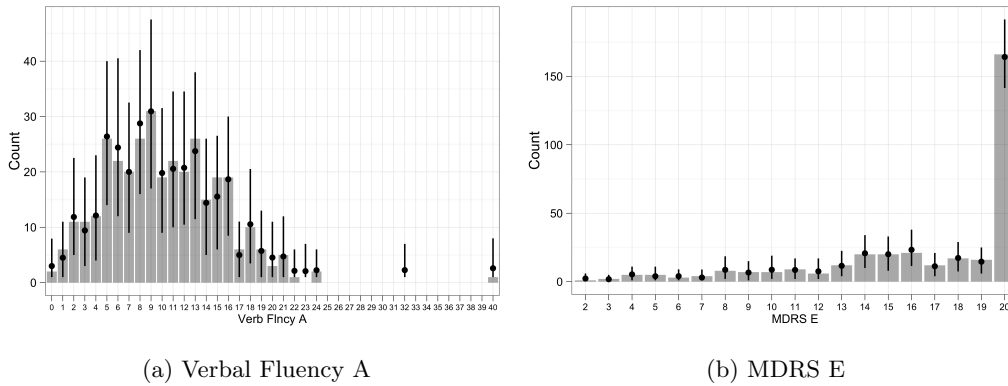 40
30
20
10
0
Count
0 1 2 3 4 5 6 7 8 9 10 11 12 13 14 15 16 17 18 19 20 21 22 23 24 25 26 27 28 29 30 31 32 33 34 35 36 37 38 39 40
Verb Flncy A
150
100
50
0
Count
2 3 4 5 6 7 8 9 10 11 12 13 14 15 16 17 18 19 20
MDRS E
(a) Verbal Fluency A
(b) MDRS E